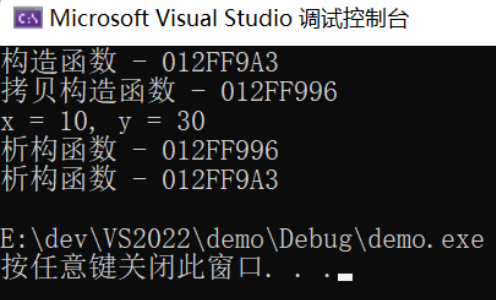 C:\ Microsoft Visual Studio 调试控制台
构造函数 - 012FF9A3
拷贝构造函数 - 012FF996
x = 10, y = 30
析构函数 - 012FF996
析构函数 - 012FF9A3
E:\dev\VS2022\demo\Debug\demo.exe
按任意键关闭此窗口. . .